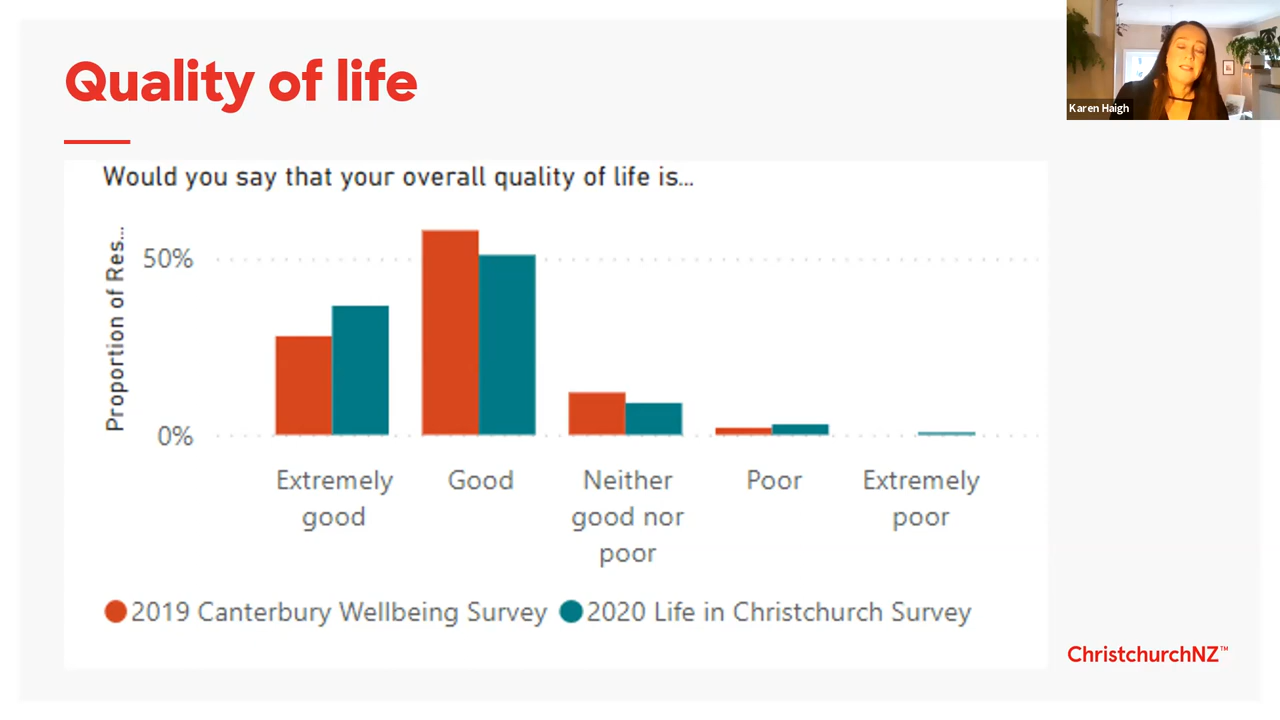 Quality of life
Karen Haigh
Would you say that your overall quality of life is...
Proportion of Res...
50%
0%
Extremely good
Good
Neither good nor poor
Poor
Extremely poor
2019 Canterbury Wellbeing Survey
2020 Life in Christchurch Survey
ChristchurchNZ™